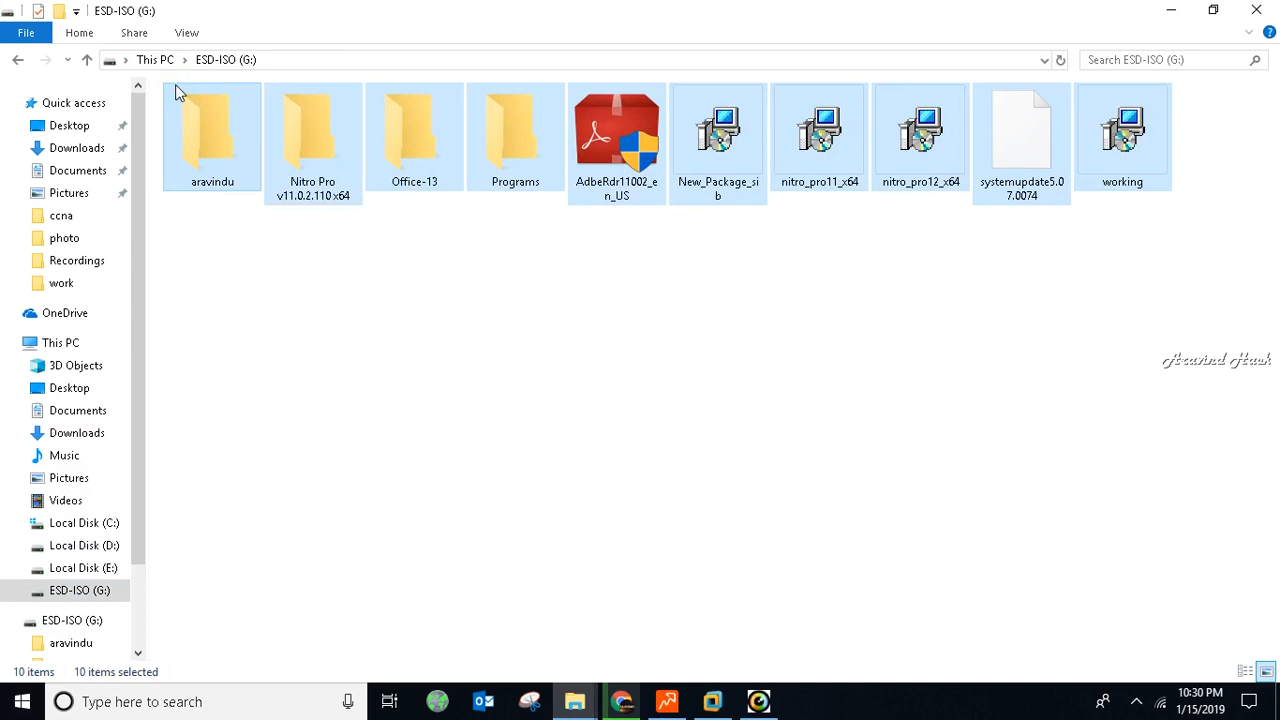 ESD-ISO (G:)
File Home Share View
This PC ESD-ISO (G:)
Search ESD-ISO (G:)
Quick access
Desktop
Downloads
Documents
Pictures
ccna
photo
Recordings
work
OneDrive
This PC
3D Objects
Desktop
Documents
Downloads
Music
Pictures
Videos
Local Disk (C:)
Local Disk (D:)
Local Disk (E:)
ESD-ISO (G:)
ESD-ISO (G:)
aravindu
aravindu
Nitro Pro
v11.0.2.110 x64
Office-13
Programs
AdbeRdr11002_e
n_US
New_Package_si
b
nitro_pro11_x64
nitro_pro12_x64
systemupdate5.0
7.0074
working
Aravind Hask
10 items 10 items selected
Type here to search
10:30 PM
1/15/2019